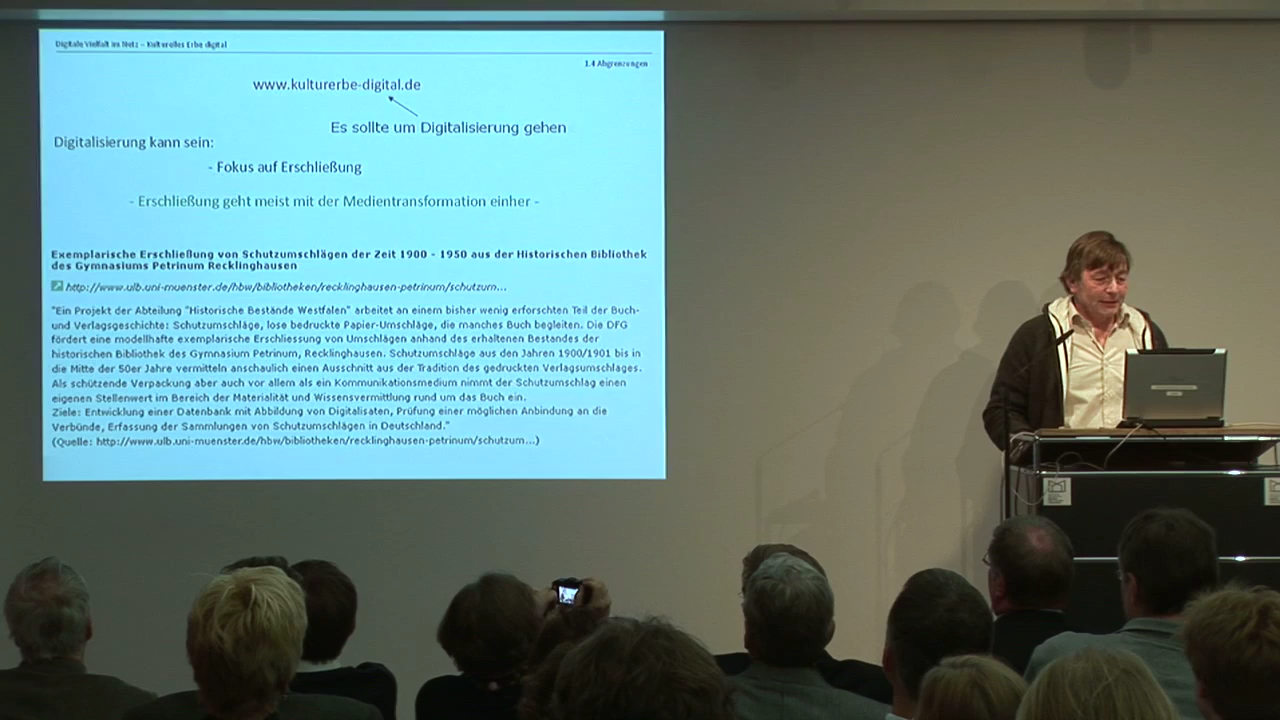 Digitale Vielfalt im Netz – Kulturelles Erbe digital
1.4 Abgrenzungen
www.kulturerbe-digital.de
Es sollte um Digitalisierung gehen
Digitalisierung kann sein:
- Fokus auf Erschließung
- Erschließung geht meist mit der Medientransformation einher -
Exemplarische Erschließung von Schutzumschlägen der Zeit 1900 - 1950 aus der Historischen Bibliothek
des Gymnasiums Petrinum Recklinghausen
http://www.ulb.uni-muenster.de/hbw/bibliotheken/recklinghausen-petrinum/schutzum...
"Ein Projekt der Abteilung "Historische Bestände Westfalen" arbeitet an einem bisher wenig erforschten Teil der Buch-
und Verlagsgeschichte: Schutzumschläge, lose bedruckte Papier-Umschläge, die manches Buch begleiten. Die DFG
fördert eine modellhafte exemplarische Erschliessung von Umschlägen anhand des erhaltenen Bestandes der
historischen Bibliothek des Gymnasium Petrinum, Recklinghausen. Schutzumschläge aus den Jahren 1900/1901 bis in
die Mitte der 50er Jahre vermitteln anschaulich einen Ausschnitt aus der Tradition des gedruckten Verlagsumschlages.
Als schützende Verpackung aber auch vor allem als ein Kommunikationsmedium nimmt der Schutzumschlag einen
eigenen Stellenwert im Bereich der Materialität und Wissensvermittlung rund um das Buch ein.
Ziele: Entwicklung einer Datenbank mit Abbildung von Digitalisaten, Prüfung einer möglichen Anbindung an die
Verbünde, Erfassung der Sammlungen von Schutzumschlägen in Deutschland."
(Quelle: http://www.ulb.uni-muenster.de/hbw/bibliotheken/recklinghausen-petrinum/schutzum...)